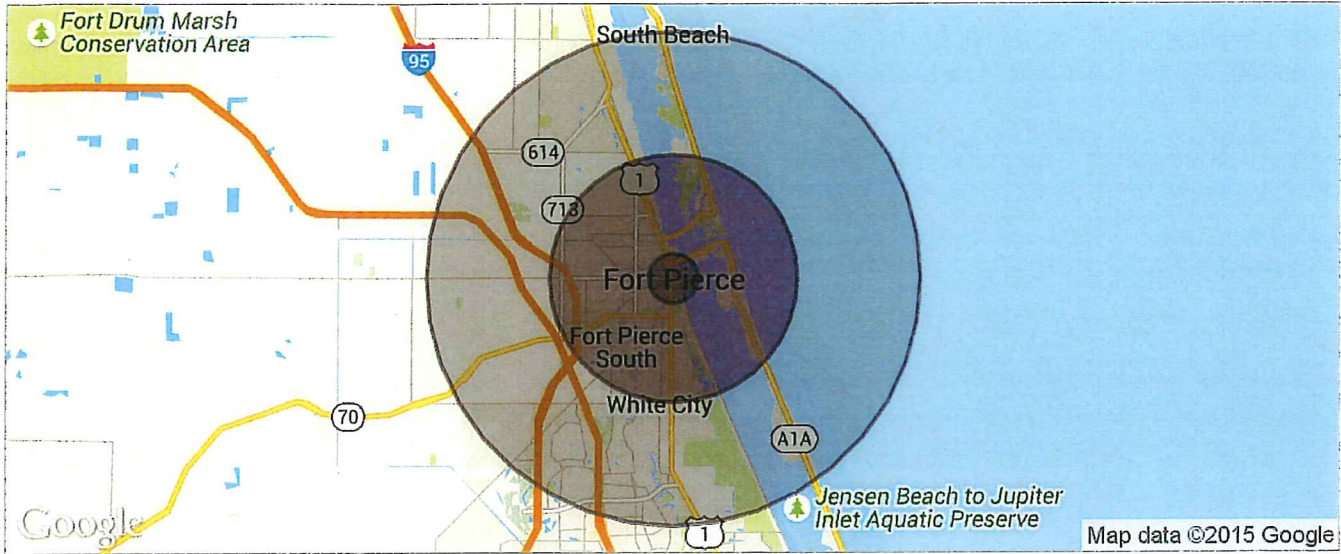 Fort Drum Marsh
Conservation Area
South Beach
95
614
1
713
Fort Pierce
Fort Pierce
South
White City
70
A1A
Jensen Beach to Jupiter
Inlet Aquatic Preserve
Google
1
Map data ©2015 Google